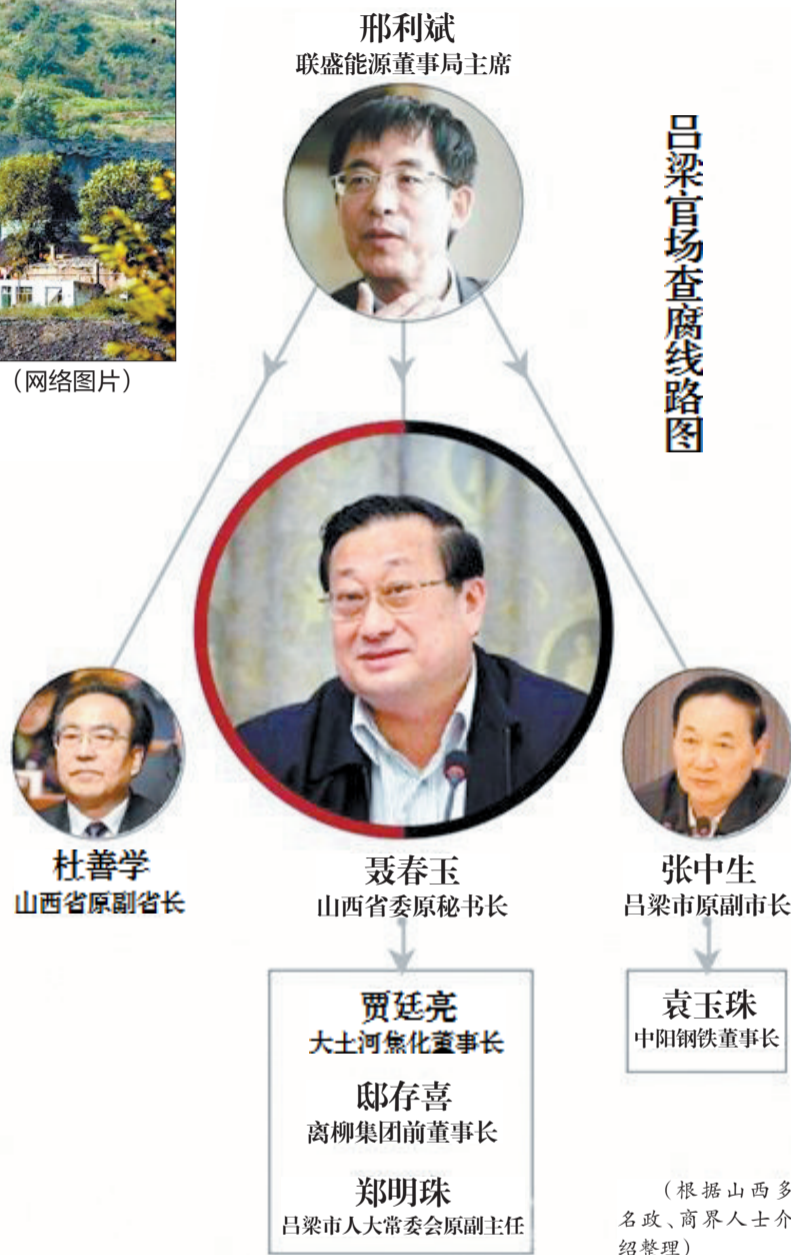 邢利斌
联盛能源董事局主席
吕梁官场查腐线路图
（网络图片）
杜善学
山西省原副省长
聂春玉
山西省委原秘书长
张中生
吕梁市原副市长
贾廷亮
大土河焦化董事长
邸存喜
离柳集团前董事长
郑明珠
吕梁市人大常委会原副主任
袁玉珠
中阳钢铁董事长
（根据山西多
名政、商界人士介
绍整理）